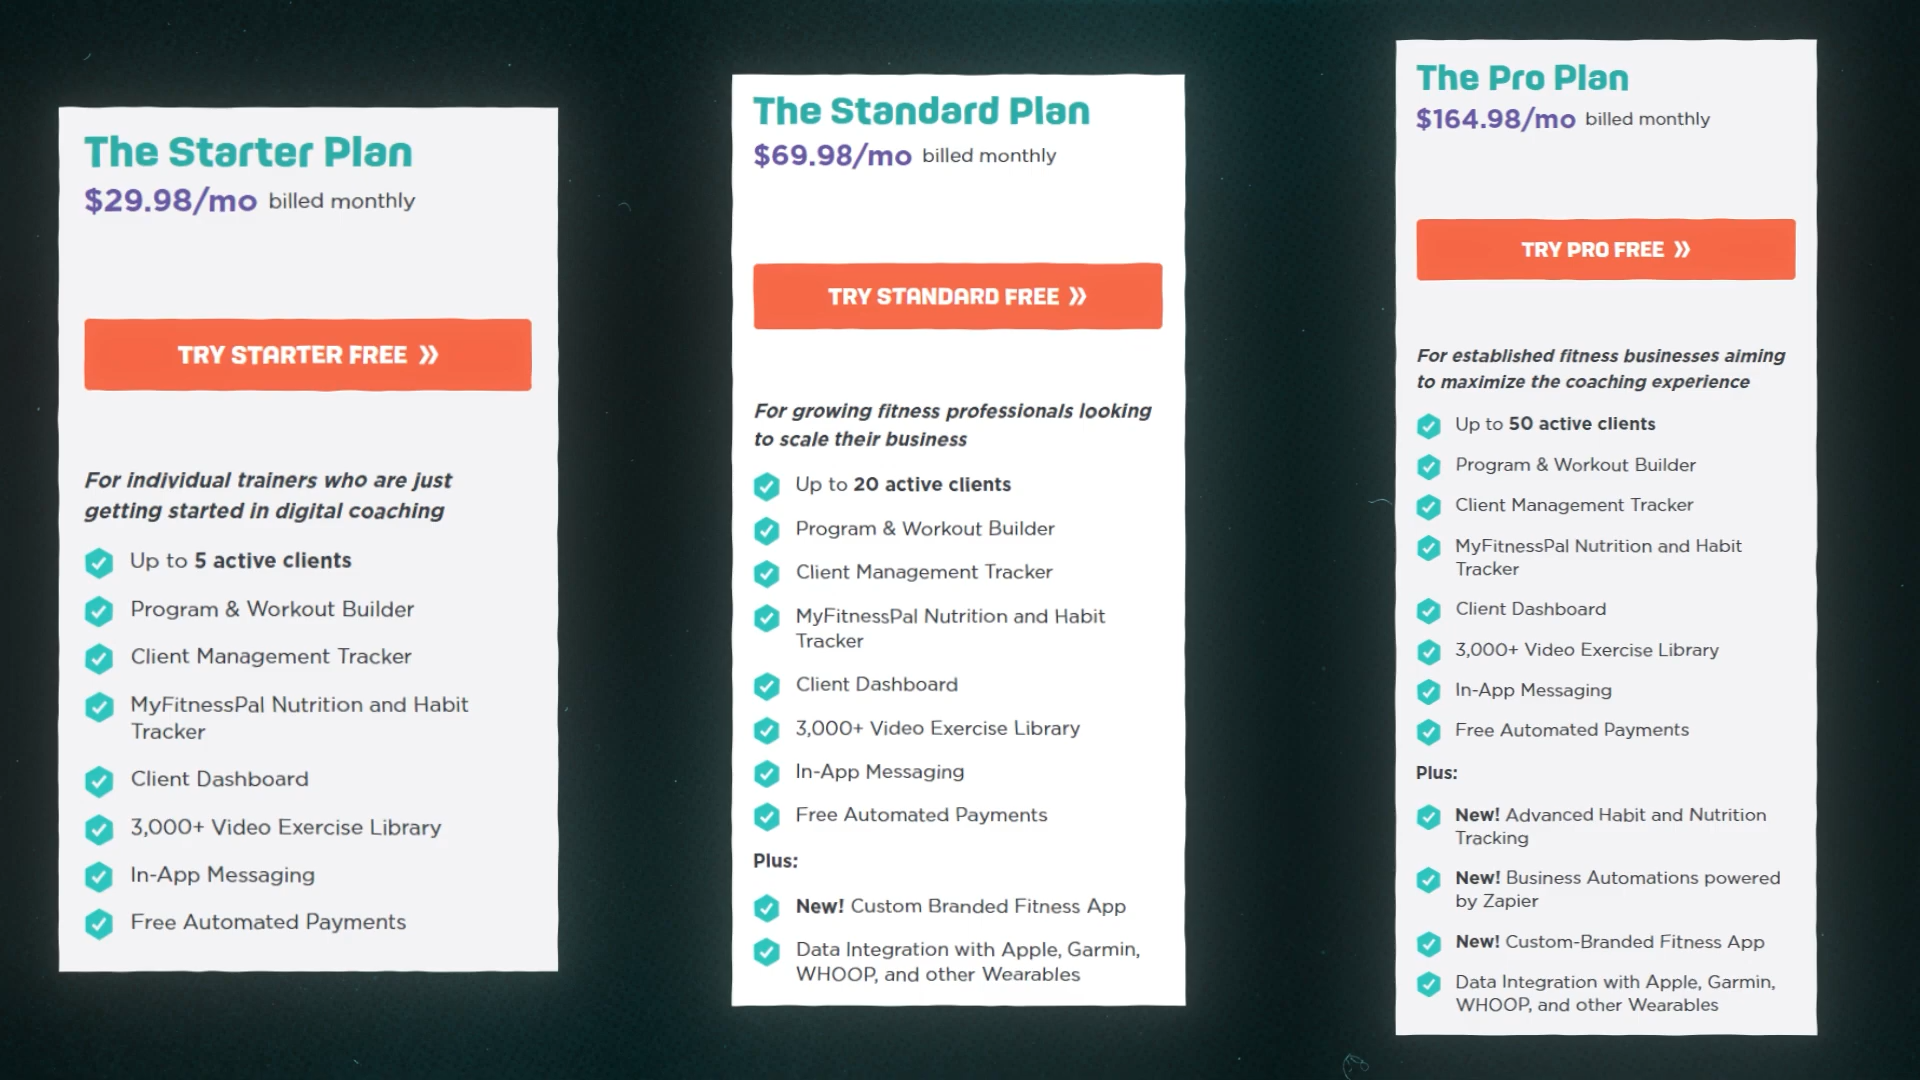 The Starter Plan
$29.98/mo billed monthly
TRY STARTER FREE »
For individual trainers who are just
getting started in digital coaching
Up to 5 active clients
Program & Workout Builder
Client Management Tracker
MyFitnessPal Nutrition and Habit
Tracker
Client Dashboard
3,000+ Video Exercise Library
In-App Messaging
Free Automated Payments
The Standard Plan
$69.98/mo billed monthly
TRY STANDARD FREE »
For growing fitness professionals looking
to scale their business
Up to 20 active clients
Program & Workout Builder
Client Management Tracker
MyFitnessPal Nutrition and Habit
Tracker
Client Dashboard
3,000+ Video Exercise Library
In-App Messaging
Free Automated Payments
Plus:
New! Custom Branded Fitness App
Data Integration with Apple, Garmin,
WHOOP, and other Wearables
The Pro Plan
$164.98/mo billed monthly
TRY PRO FREE »
For established fitness businesses aiming
to maximize the coaching experience
Up to 50 active clients
Program & Workout Builder
Client Management Tracker
MyFitnessPal Nutrition and Habit
Tracker
Client Dashboard
3,000+ Video Exercise Library
In-App Messaging
Free Automated Payments
Plus:
New! Advanced Habit and Nutrition
Tracking
New! Business Automations powered
by Zapier
New! Custom-Branded Fitness App
Data Integration with Apple, Garmin,
WHOOP, and other Wearables